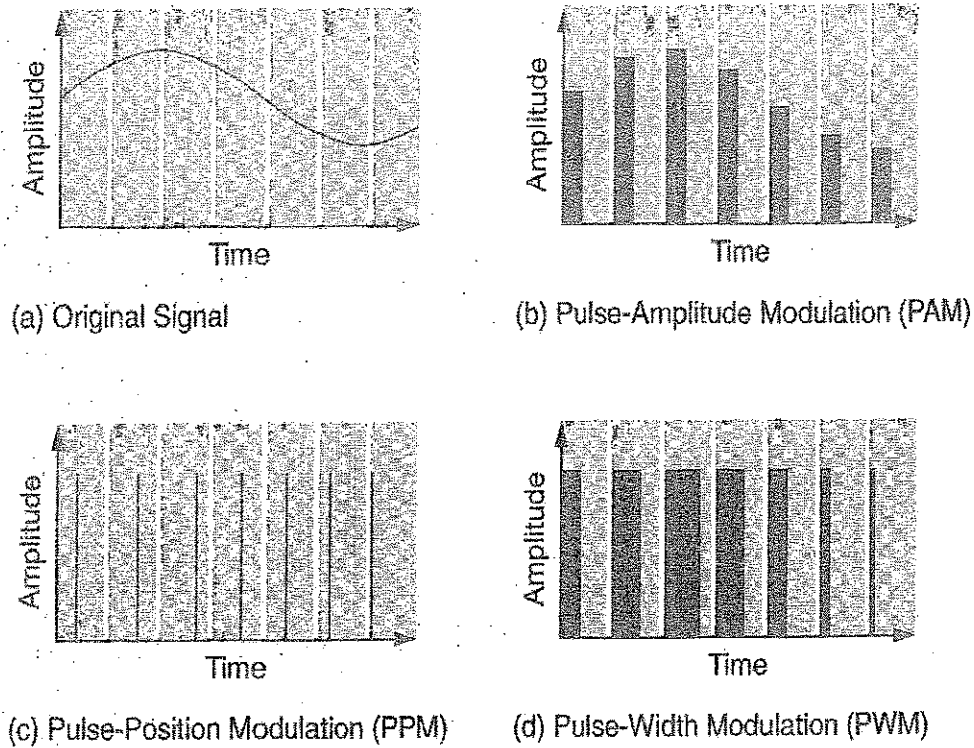 Amplitude
Time
(a) Original Signal
Amplitude
Time
(b) Pulse-Amplitude Modulation (PAM)
Amplitude
Time
(c) Pulse-Position Modulation (PPM)
Amplitude
Time
(d) Pulse-Width Modulation (PWM)